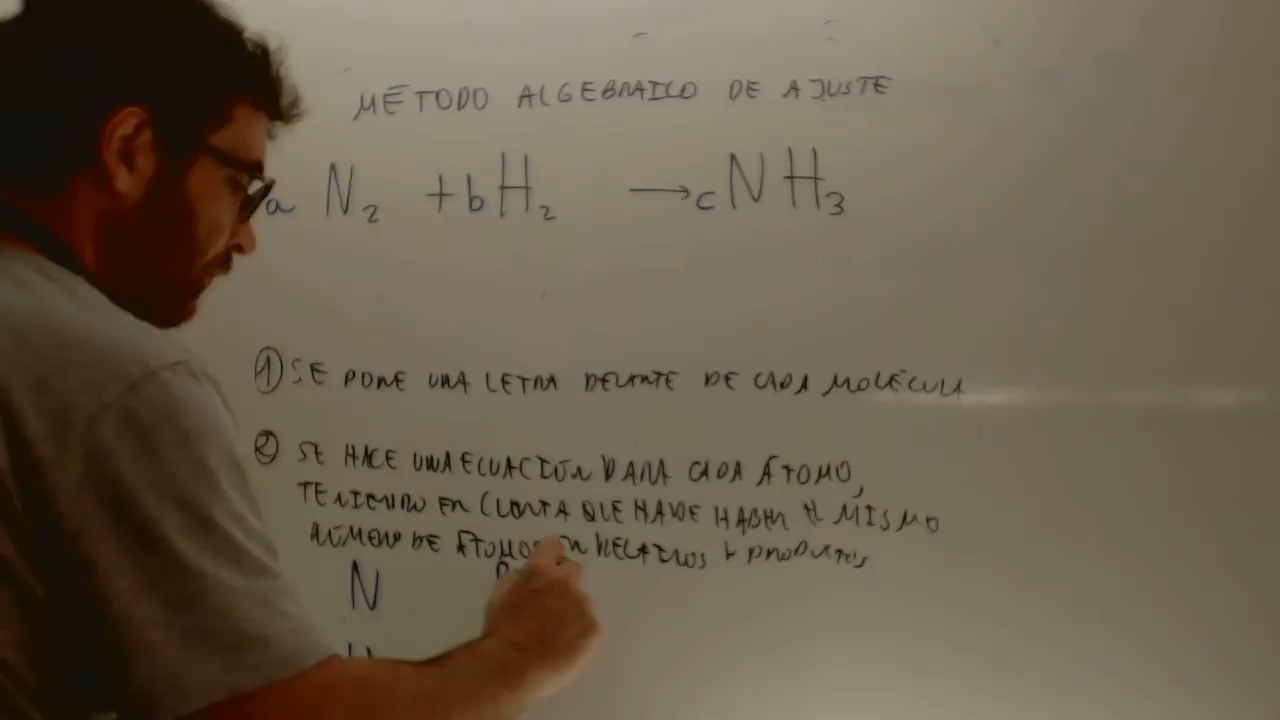 MÉTODO ALGEBRAICO DE AJUSTE
a N₂ + b H₂ → c N H₃
① SE PONE UNA LETRA DELANTE DE CADA MOLÉCULA
② SE HACE UNA ECUACIÓN PARA CADA ÁTOMO,
TENIENDO EN CUENTA QUE HA DE HABER EL MISMO
NÚMERO DE ÁTOMOS EN REACTIVOS Y PRODUCTOS
N
H